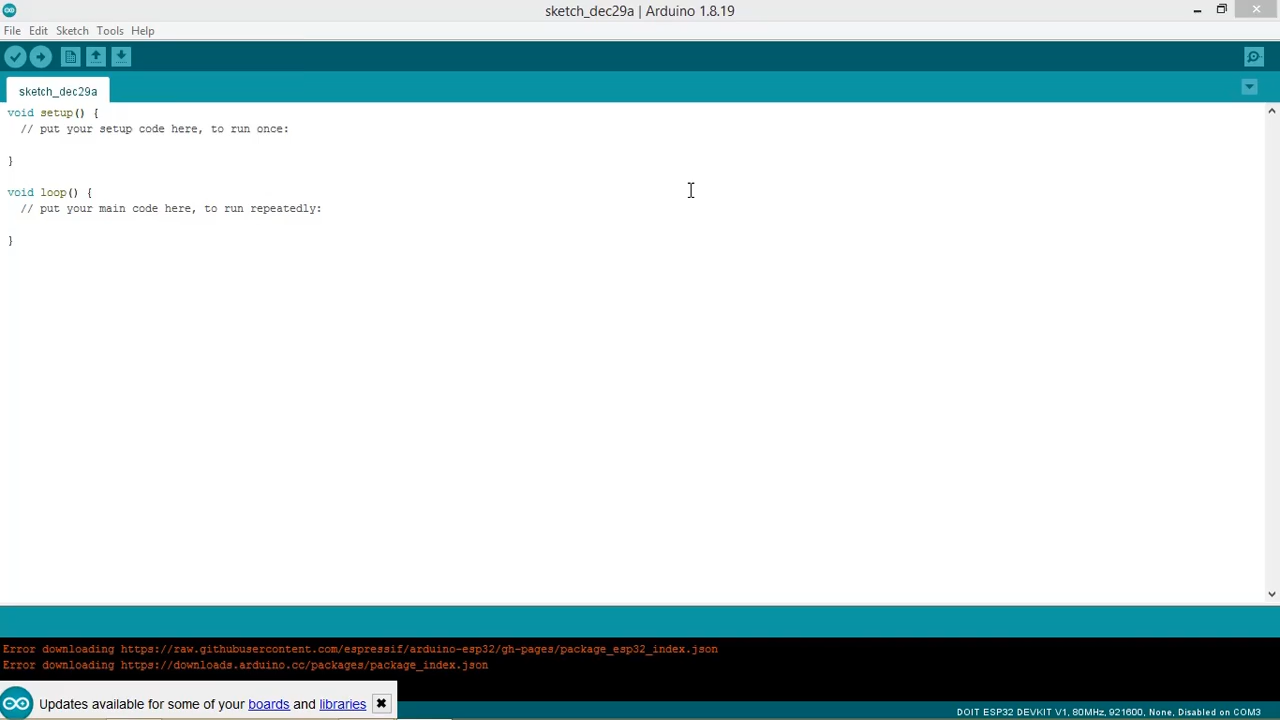 sketch_dec29a | Arduino 1.8.19
File Edit Sketch Tools Help
sketch_dec29a
void setup() {
  // put your setup code here, to run once:
}
void loop() {
  // put your main code here, to run repeatedly:
}
Error downloading https://raw.githubusercontent.com/espressif/arduino-esp32/gh-pages/package_esp32_index.json
Error downloading https://downloads.arduino.cc/packages/package_index.json
Updates available for some of your boards and libraries
DOIT ESP32 DEVKIT V1, 80MHz, 921600, None, Disabled on COM3